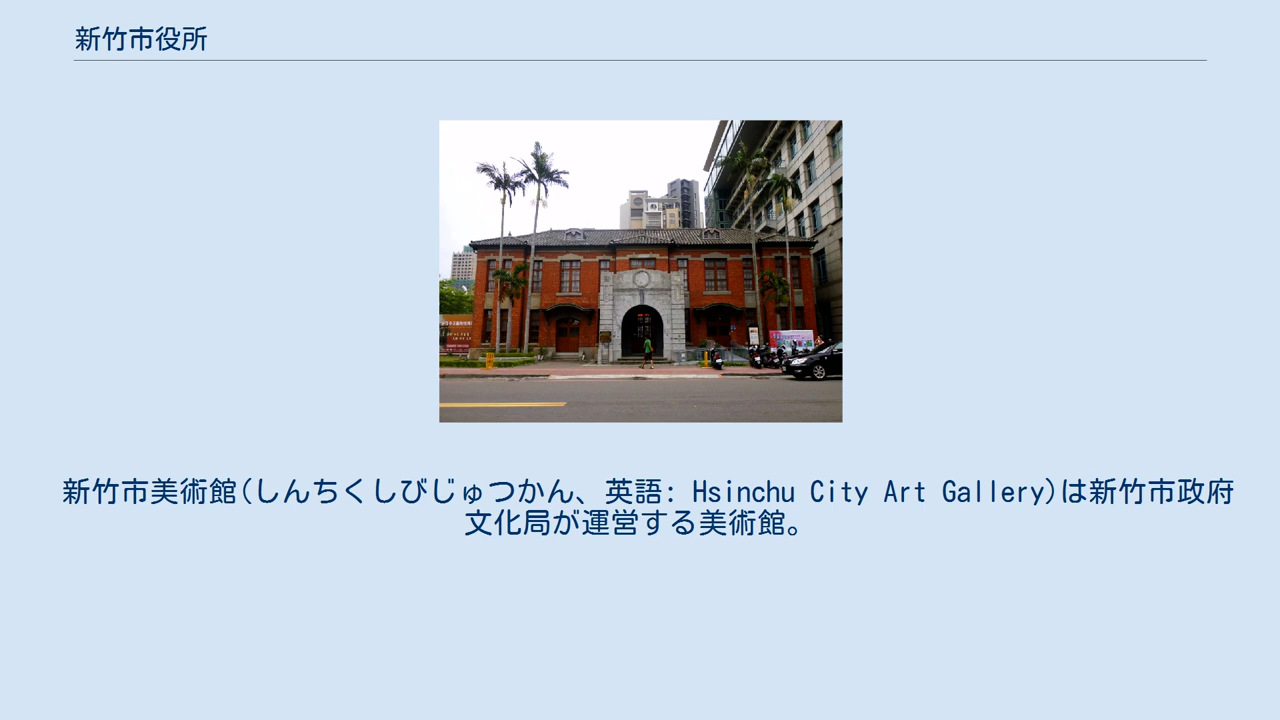 新竹市役所
新竹市美術館(しんちくしびじゅつかん、英語: Hsinchu City Art Gallery)は新竹市政府
文化局が運営する美術館。